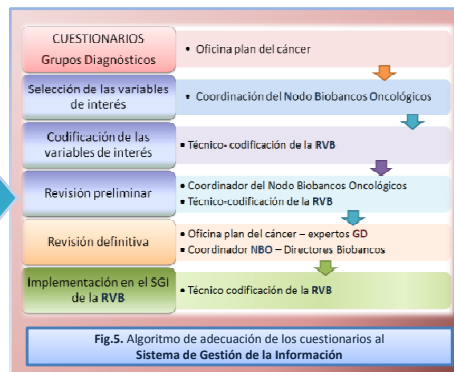 CUESTIONARIOS
Grupos Diagnósticos
• Oficina plan del cáncer
Selección de las variables
de interés
• Coordinación del Nodo Biobancos Oncológicos
Codificación de las
variables de interés
▪ Técnico- codificación de la RVB
Revisión preliminar
▪ Coordinador del Nodo Biobancos Oncológicos
▪ Técnico-codificación de la RVB
Revisión definitiva
▪ Oficina plan del cáncer – expertos GD
▪ Coordinador NBO – Directores Biobancos
Implementación en el SGI
de la RVB
▪ Técnico codificación de la RVB
Fig.5. Algoritmo de adecuación de los cuestionarios al
Sistema de Gestión de la Información